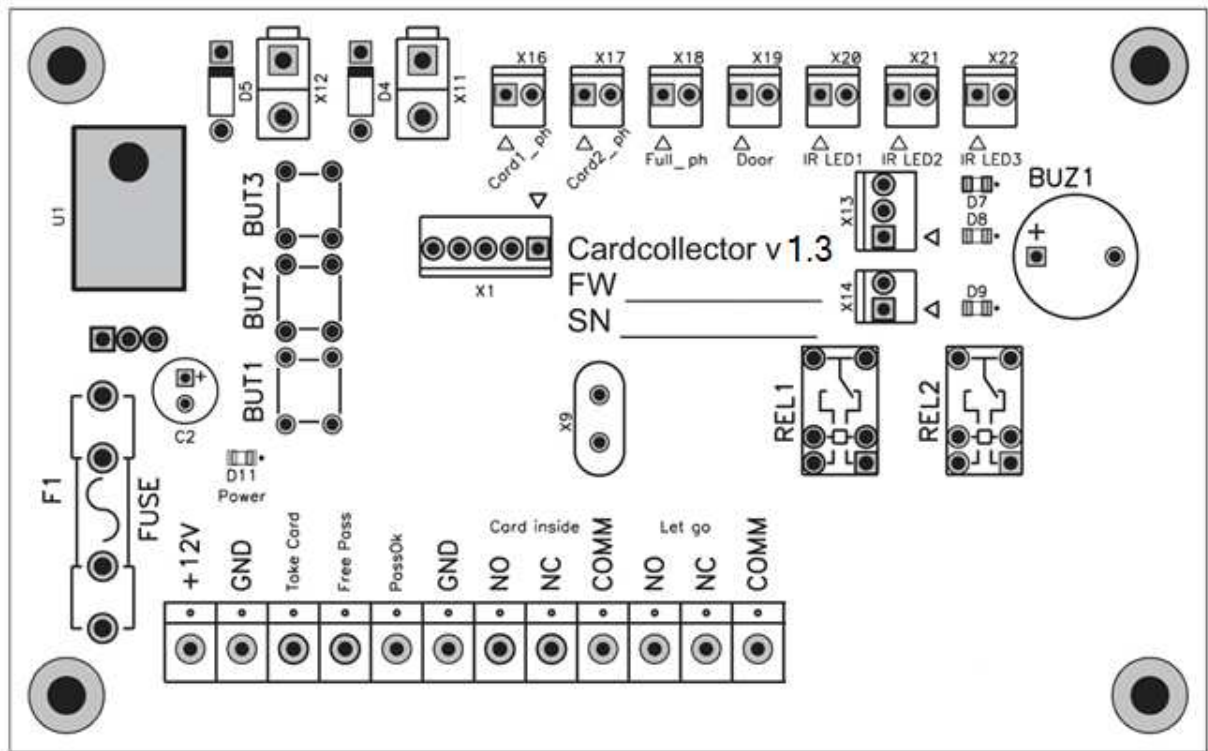 X16
X17
X18
X19
X20
X21
X22
D5
X12
D4
X11
Card1_ph
Card2_ph
Full_ph
Door
IR LED1
IR LED2
IR LED3
U1
BUT3
BUT2
BUT1
X1
Cardcollector v 1.3
FW
SN
X13
X14
D7
D8
D9
BUZ1
+
+
C2
X9
REL1
REL2
F1
FUSE
D11
Power
Card inside
Let go
+12V
GND
Take Card
Free Pass
PassOk
GND
NO
NC
COMM
NO
NC
COMM